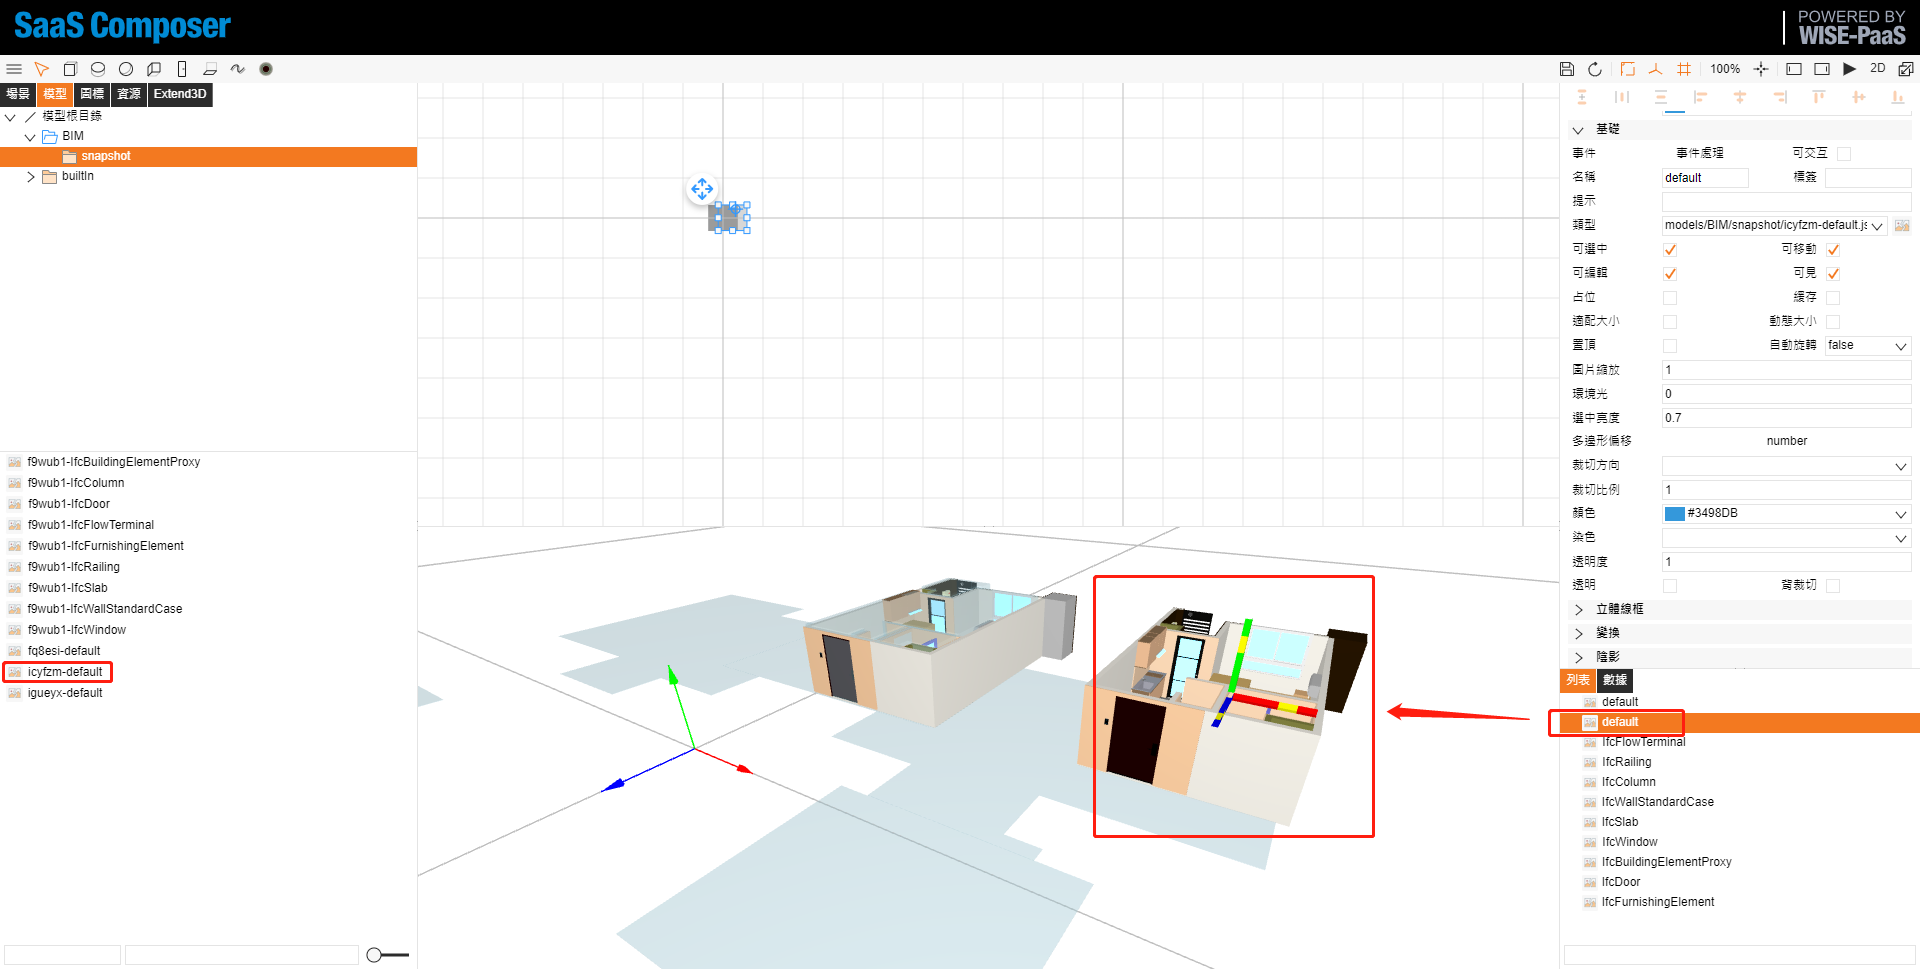 SaaS Composer
POWERED BY
WISE-PaaS
100%
2D
場景
模型
圖標
資源
Extend3D
模型根目錄
BIM
snapshot
builtIn
f9wub1-IfcBuildingElementProxy
f9wub1-IfcColumn
f9wub1-IfcDoor
f9wub1-IfcFlowTerminal
f9wub1-IfcFurnishingElement
f9wub1-IfcRailing
f9wub1-IfcSlab
f9wub1-IfcWallStandardCase
f9wub1-IfcWindow
fq8esi-default
icyfzm-default
igueyx-default
基礎
事件 事件處理 可交互
名稱 default 標簽
提示
類型 models/BIM/snapshot/icyfzm-default.js
可選中 可移動
可編輯 可見
占位 緩存
適配大小 動態大小
置頂 自動旋轉 false
圖片縮放 1
環境光 0
選中亮度 0.7
多邊形偏移 number
裁切方向
裁切比例 1
顏色 #3498DB
染色
透明度 1
透明 背裁切
立體線框
變換
陰影
列表 數據
default
default
IfcFlowTerminal
IfcRailing
IfcColumn
IfcWallStandardCase
IfcSlab
IfcWindow
IfcBuildingElementProxy
IfcDoor
IfcFurnishingElement